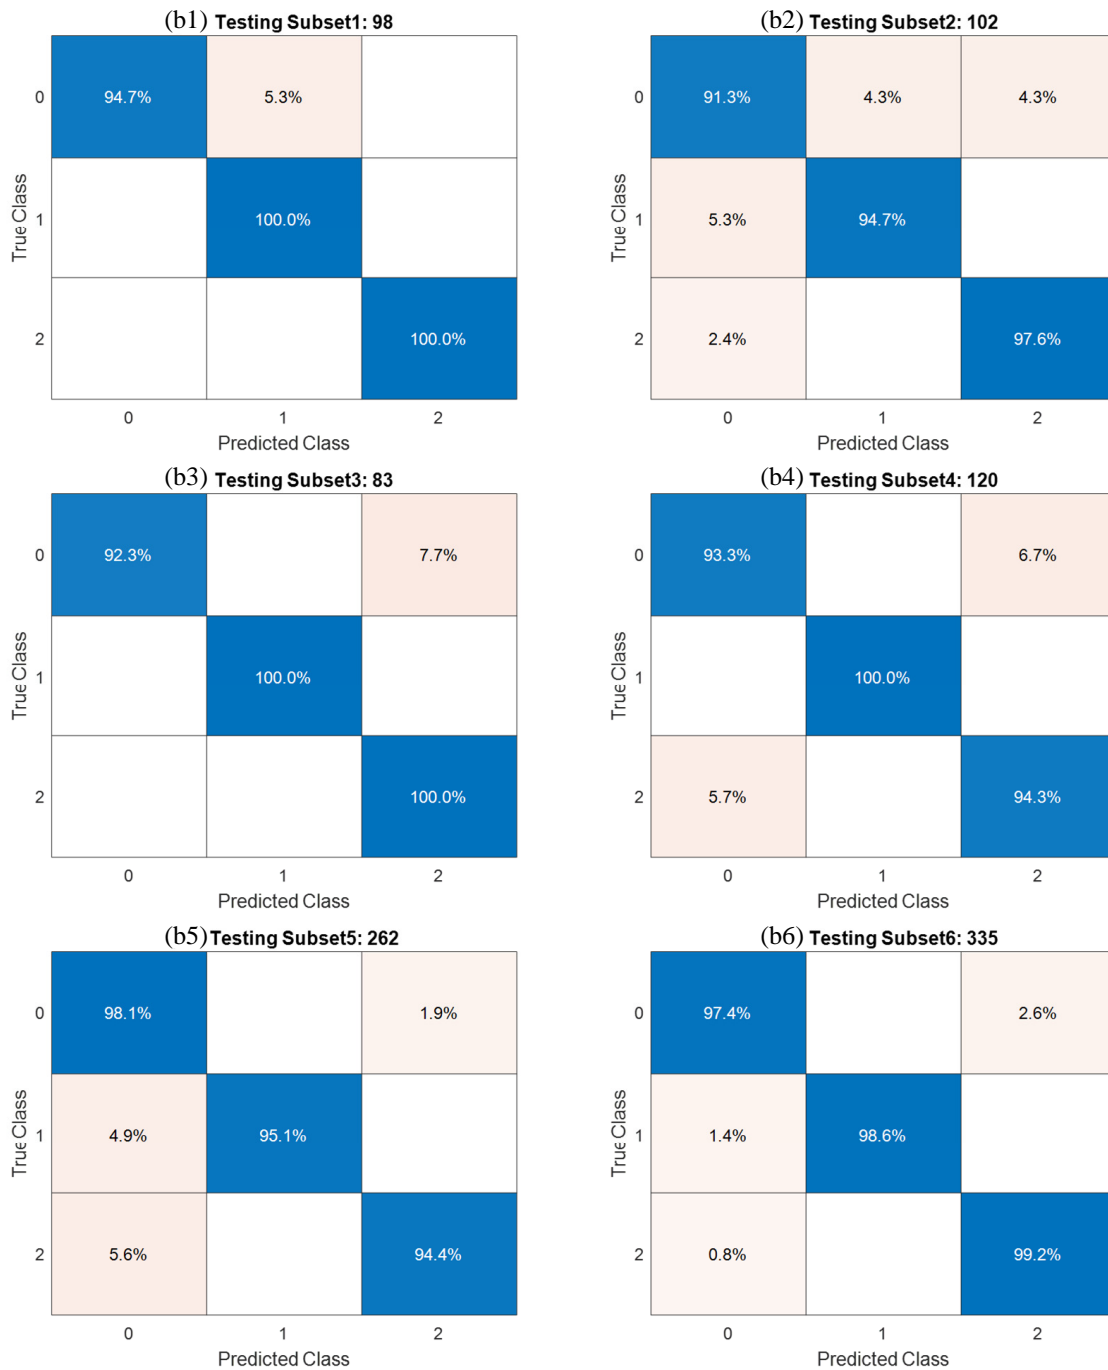 (b1) Testing Subset1: 98
True Class
0 94.7% 5.3%
1 100.0%
2 100.0%
0 1 2
Predicted Class
(b2) Testing Subset2: 102
True Class
0 91.3% 4.3% 4.3%
1 5.3% 94.7%
2 2.4% 97.6%
0 1 2
Predicted Class
(b3) Testing Subset3: 83
True Class
0 92.3% 7.7%
1 100.0%
2 100.0%
0 1 2
Predicted Class
(b4) Testing Subset4: 120
True Class
0 93.3% 6.7%
1 100.0%
2 5.7% 94.3%
0 1 2
Predicted Class
(b5) Testing Subset5: 262
True Class
0 98.1% 1.9%
1 4.9% 95.1%
2 5.6% 94.4%
0 1 2
Predicted Class
(b6) Testing Subset6: 335
True Class
0 97.4% 2.6%
1 1.4% 98.6%
2 0.8% 99.2%
0 1 2
Predicted Class